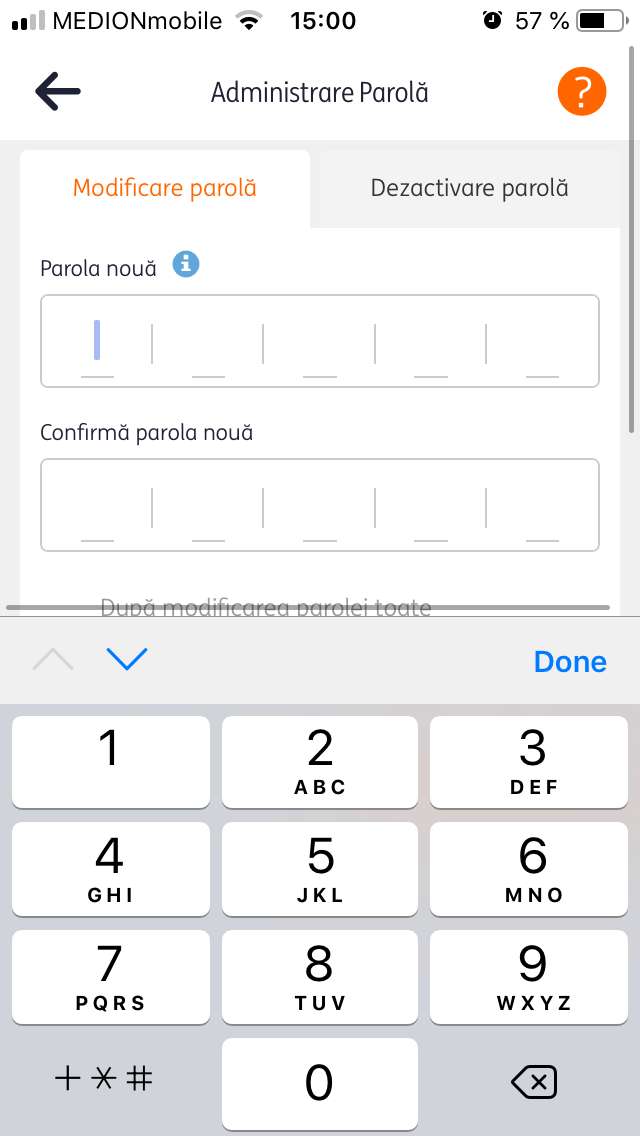 MEDIONmobile 15:00 57 %
Administrare Parolă ?
Modificare parolă Dezactivare parolă
Parola nouă i
Confirmă parola nouă
După modificarea parolei toate
Done
1 2 3
ABC DEF
4 5 6
GHI JKL MNO
7 8 9
PQRS TUV WXYZ
+*# 0